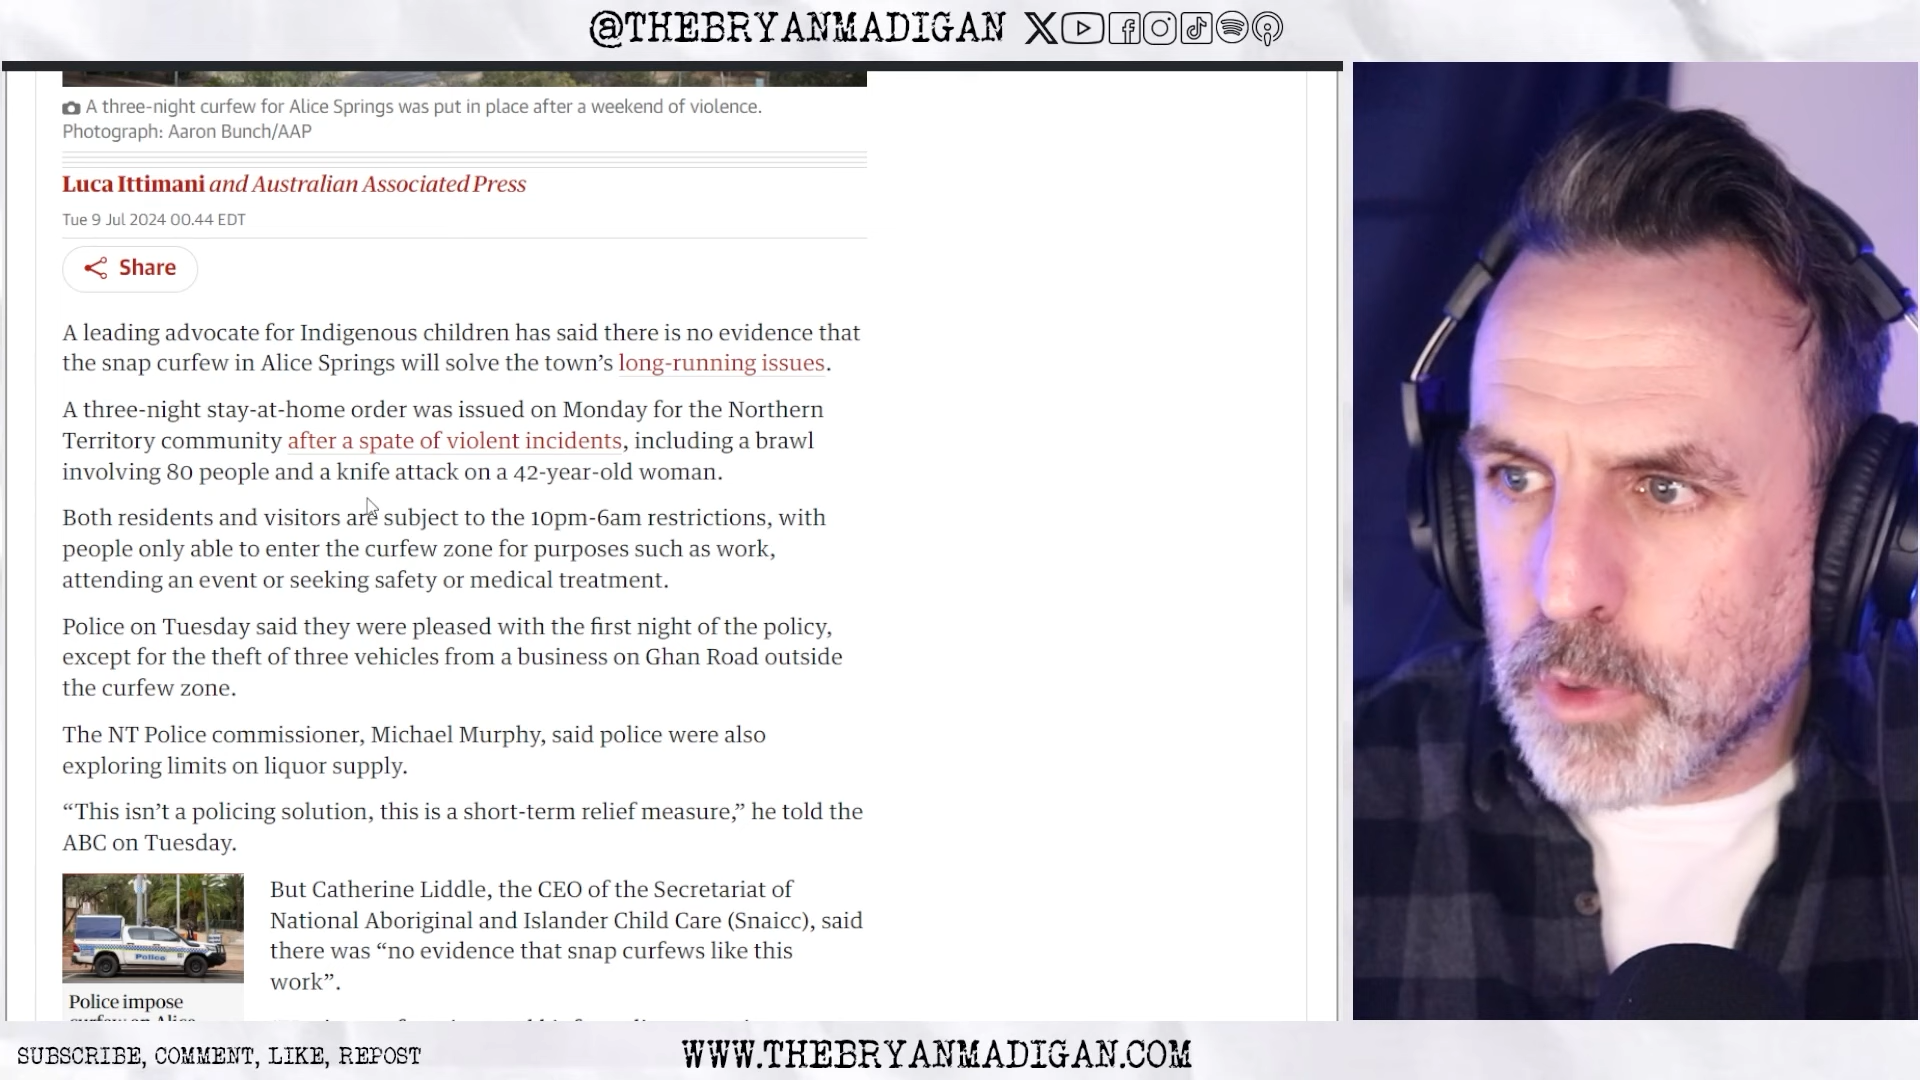 @THEBRYANMADIGAN
A three-night curfew for Alice Springs was put in place after a weekend of violence.
Photograph: Aaron Bunch/AAP
Luca Ittimani and Australian Associated Press
Tue 9 Jul 2024 00.44 EDT
Share
A leading advocate for Indigenous children has said there is no evidence that
the snap curfew in Alice Springs will solve the town’s long-running issues.
A three-night stay-at-home order was issued on Monday for the Northern
Territory community after a spate of violent incidents, including a brawl
involving 80 people and a knife attack on a 42-year-old woman.
Both residents and visitors are subject to the 10pm-6am restrictions, with
people only able to enter the curfew zone for purposes such as work,
attending an event or seeking safety or medical treatment.
Police on Tuesday said they were pleased with the first night of the policy,
except for the theft of three vehicles from a business on Ghan Road outside
the curfew zone.
The NT Police commissioner, Michael Murphy, said police were also
exploring limits on liquor supply.
“This isn’t a policing solution, this is a short-term relief measure,” he told the
ABC on Tuesday.
But Catherine Liddle, the CEO of the Secretariat of
National Aboriginal and Islander Child Care (Snaicc), said
there was “no evidence that snap curfews like this
work”.
Police
Police impose
curfew on Alice
SUBSCRIBE, COMMENT, LIKE, REPOST
WWW.THEBRYANMADIGAN.COM